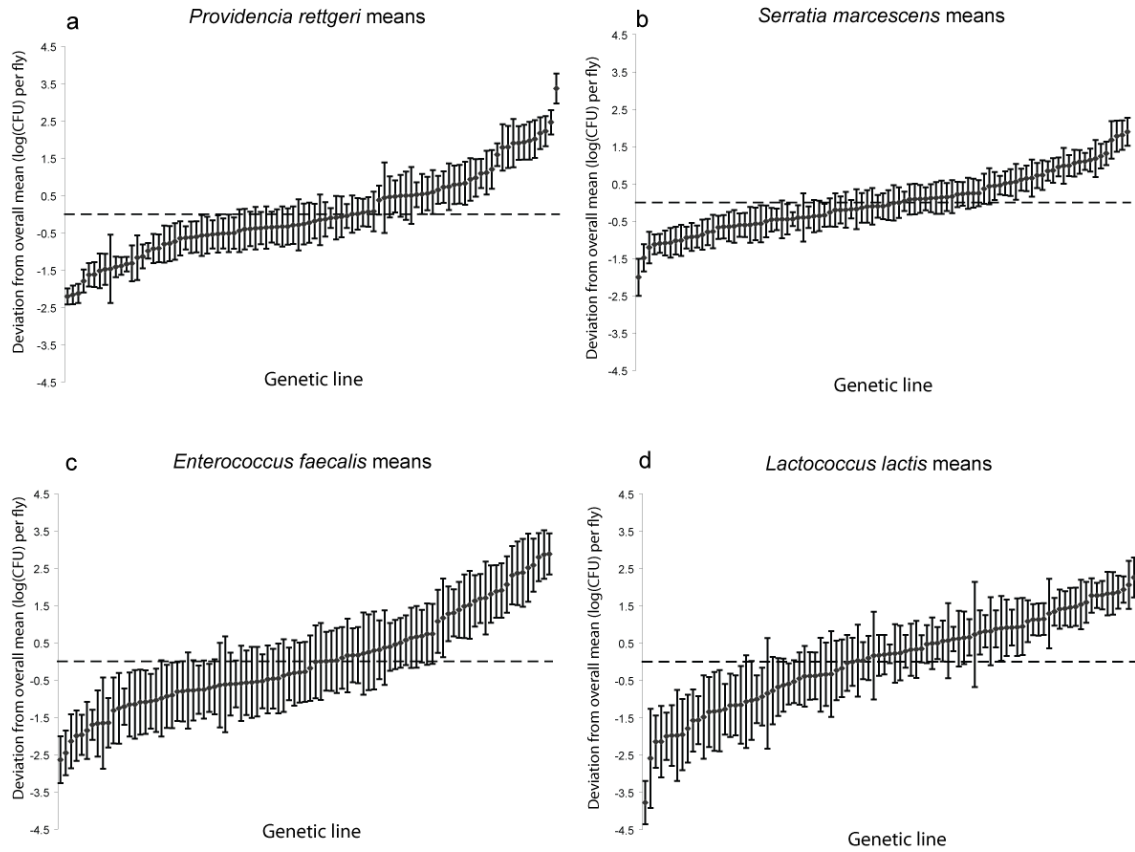 a
Providencia rettgeri means
Deviation from overall mean (log(CFU) per fly)
4.5
3.5
2.5
1.5
0.5
-0.5
-1.5
-2.5
-3.5
-4.5
Genetic line
b
Serratia marcescens means
Deviation from overall mean (log(CFU) per fly)
4.5
3.5
2.5
1.5
0.5
-0.5
-1.5
-2.5
-3.5
-4.5
Genetic line
c
Enterococcus faecalis means
Deviation from overall mean (log(CFU) per fly)
4.5
3.5
2.5
1.5
0.5
-0.5
-1.5
-2.5
-3.5
-4.5
Genetic line
d
Lactococcus lactis means
Deviation from overall mean (log(CFU) per fly)
4.5
3.5
2.5
1.5
0.5
-0.5
-1.5
-2.5
-3.5
-4.5
Genetic line